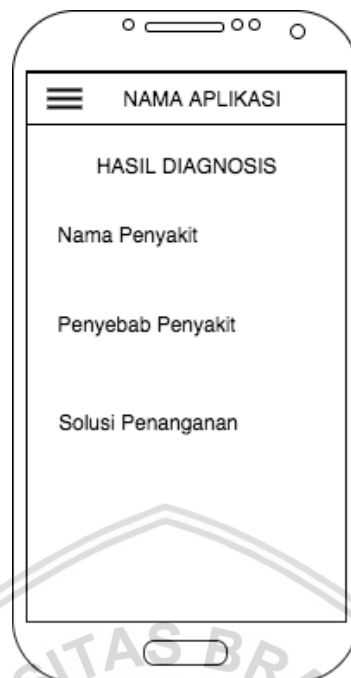 NAMA APLIKASI
HASIL DIAGNOSIS
Nama Penyakit
Penyebab Penyakit
Solusi Penanganan